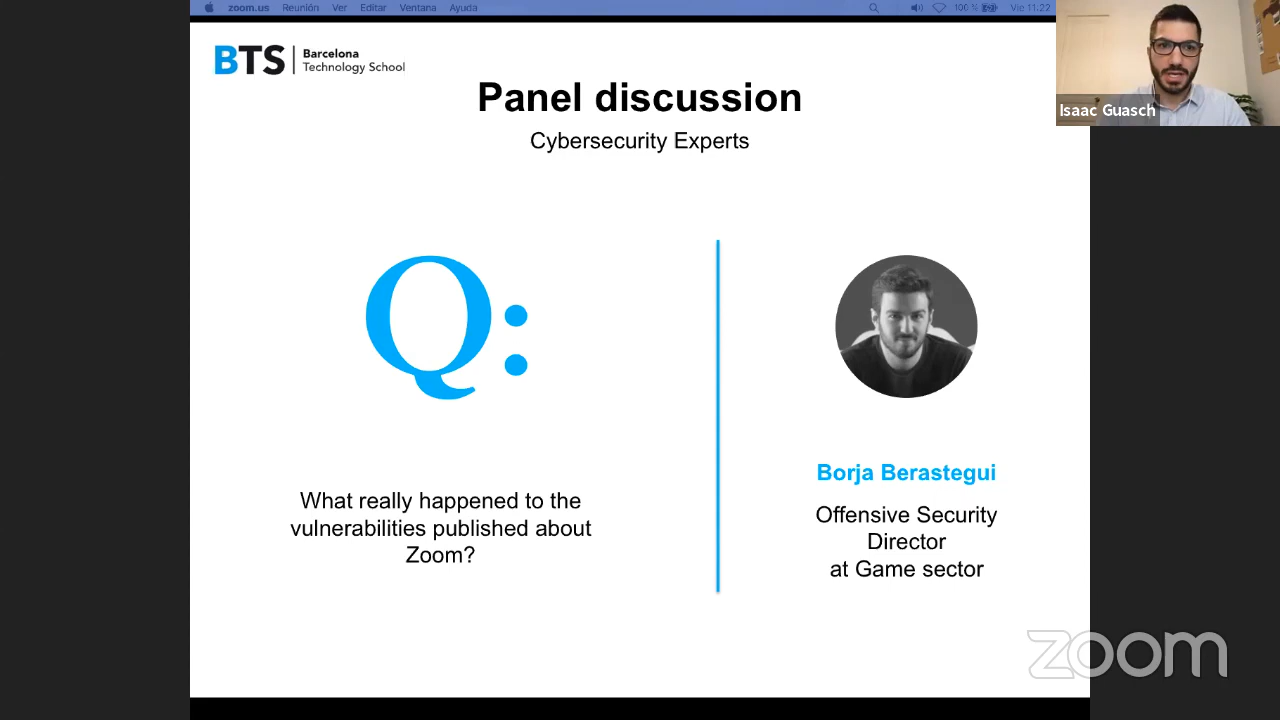 zoom.us Reunión Ver Editar Ventana Ayuda 100 % Vie 11:22
BTS Barcelona
Technology School
Isaac Guasch
Panel discussion
Cybersecurity Experts
Q:
What really happened to the
vulnerabilities published about
Zoom?
Borja Berastegui
Offensive Security
Director
at Game sector
zoom